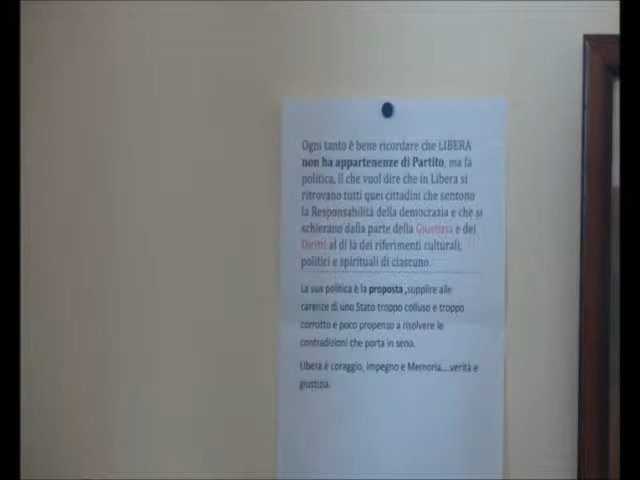 Ogni tanto è bene ricordare che LIBERA
non ha appartenenze di Partito, ma fa
politica, il che vuol dire che in Libera si
ritrovano tutti quei cittadini che sentono
la Responsabilità della democrazia e che si
schierano dalla parte della Giustizia e dei
Diritti al di là dei riferimenti culturali,
politici e spirituali di ciascuno.
La sua politica è la proposta ,supplire alle
carenze di uno Stato troppo colluso e troppo
corrotto e poco propenso a risolvere le
contradizioni che porta in seno.
Libera è coraggio, impegno e Memoria....verità e
giustizia.